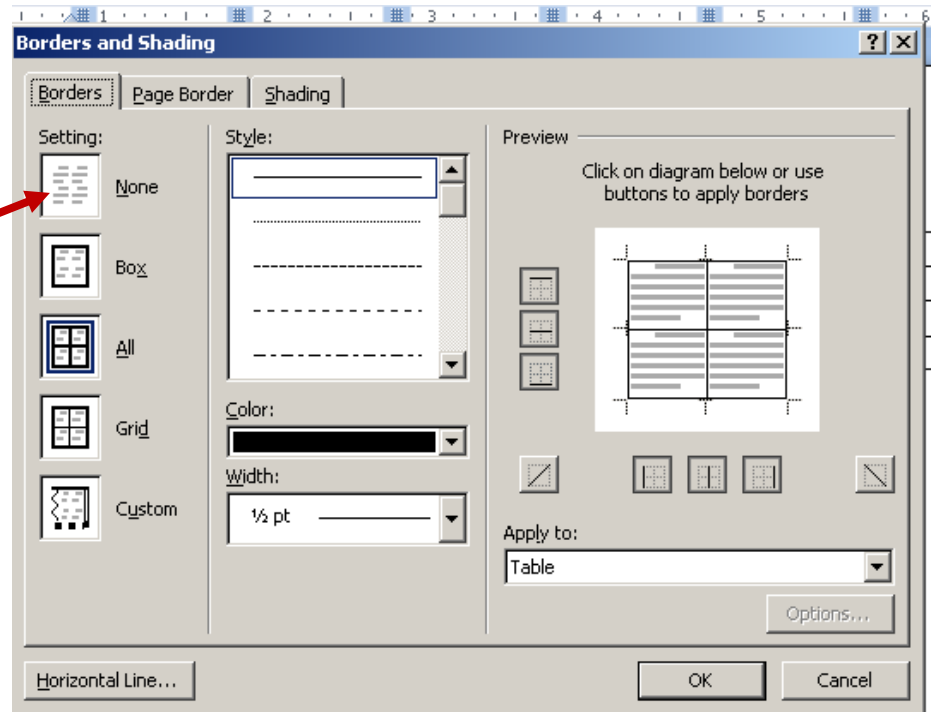 1 2 3 4 5 6
Borders and Shading
Borders Page Border Shading
Setting:
None
Box
All
Grid
Custom
Style:
Color:
Width:
½ pt
Preview
Click on diagram below or use
buttons to apply borders
Apply to:
Table
Options...
Horizontal Line...
OK
Cancel